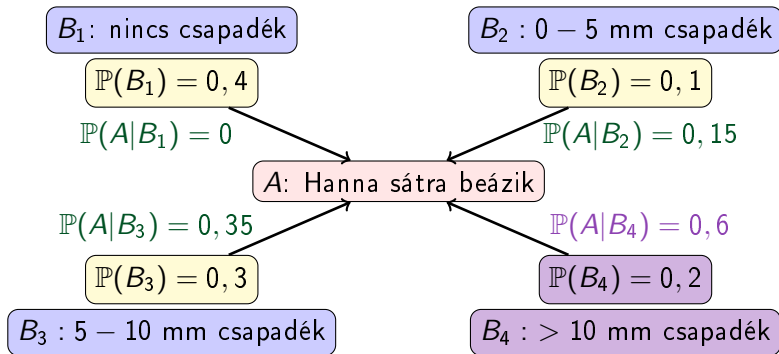 B₁: nincs csapadék
B₂ : 0 − 5 mm csapadék
ℙ(B₁) = 0, 4
ℙ(B₂) = 0, 1
ℙ(A|B₁) = 0
ℙ(A|B₂) = 0, 15
A: Hanna sátra beázik
ℙ(A|B₃) = 0, 35
ℙ(A|B₄) = 0, 6
ℙ(B₃) = 0, 3
ℙ(B₄) = 0, 2
B₃ : 5 − 10 mm csapadék
B₄ : > 10 mm csapadék